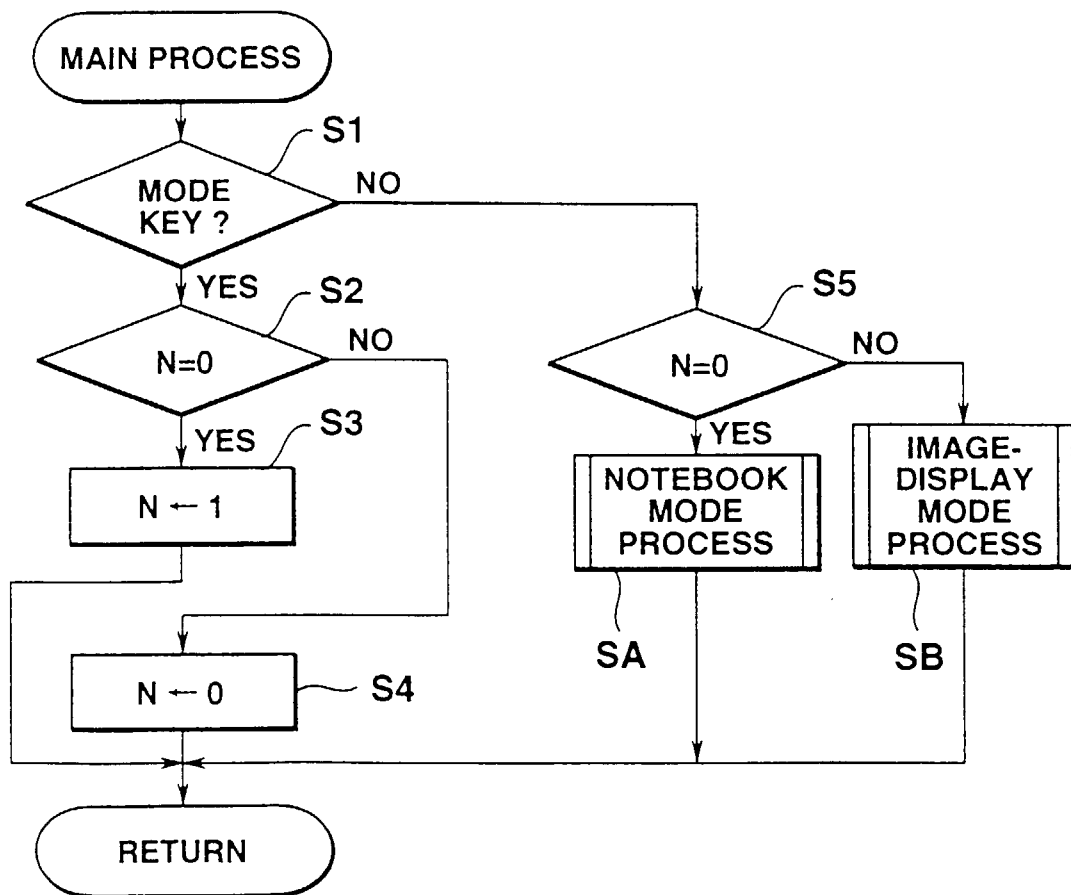 MAIN PROCESS
S1
MODE
KEY ?
NO
YES
S2
N=0
NO
YES
S3
N ← 1
N ← 0
S4
S5
N=0
NO
YES
NOTEBOOK
MODE
PROCESS
SA
IMAGE-
DISPLAY
MODE
PROCESS
SB
RETURN